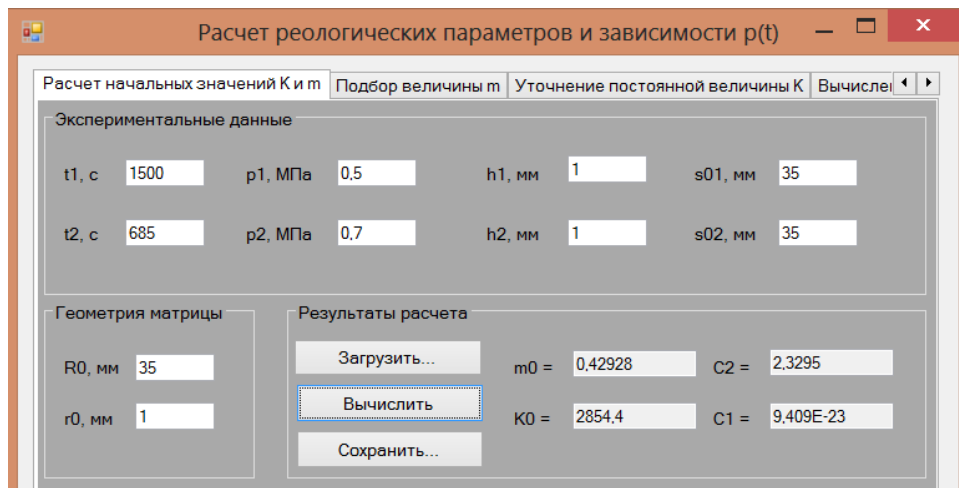 Расчет реологических параметров и зависимости p(t)
Расчет начальных значений K и m Подбор величины m Уточнение постоянной величины K Вычислен
Экспериментальные данные
t1, с 1500 p1, МПа 0,5 h1, мм 1 s01, мм 35
t2, с 685 p2, МПа 0,7 h2, мм 1 s02, мм 35
Геометрия матрицы Результаты расчета
R0, мм 35 Загрузить... m0 = 0,42928 C2 = 2,3295
r0, мм 1 Вычислить K0 = 2854,4 C1 = 9,409E-23
Сохранить...